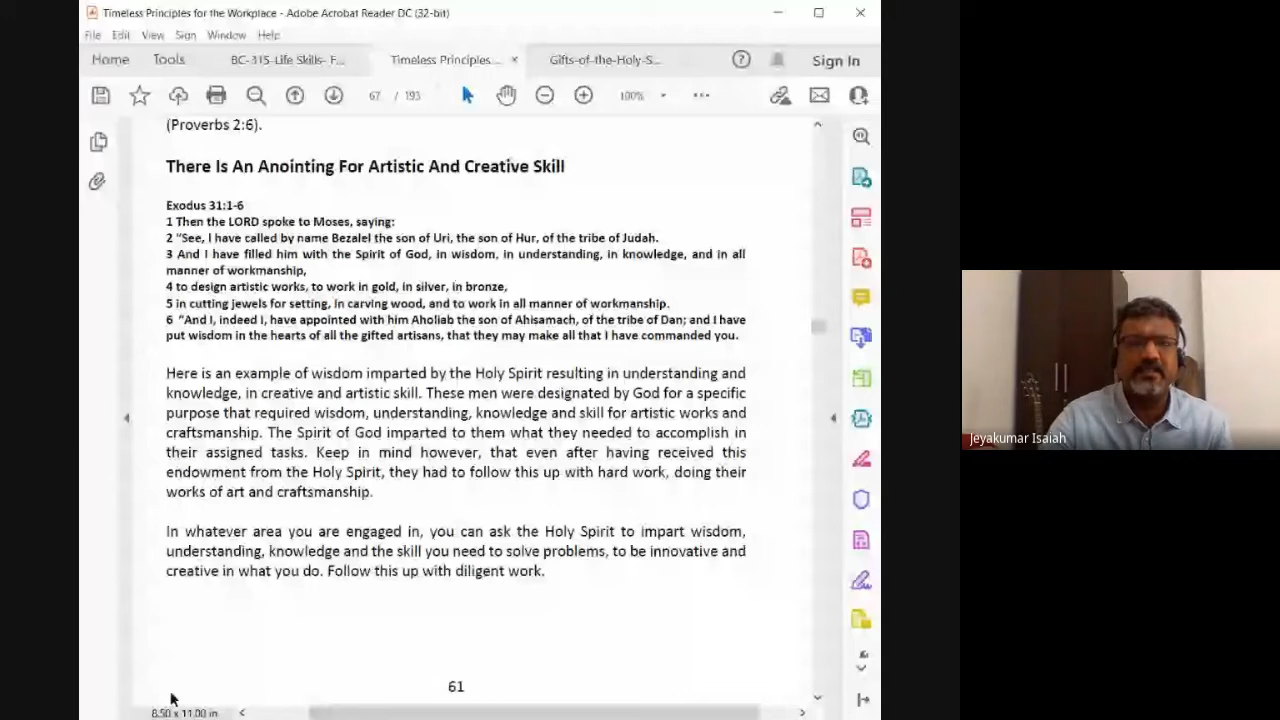 Timeless Principles for the Workplace - Adobe Acrobat Reader DC (32-bit)
File Edit View Sign Window Help
Home Tools BC-315-Life Skills- F... Timeless Principles... × Gifts-of-the-Holy-S... Sign In
67 / 193 100%
(Proverbs 2:6).
There Is An Anointing For Artistic And Creative Skill
Exodus 31:1-6
1 Then the LORD spoke to Moses, saying:
2 “See, I have called by name Bezalel the son of Uri, the son of Hur, of the tribe of Judah.
3 And I have filled him with the Spirit of God, in wisdom, in understanding, in knowledge, and in all
manner of workmanship,
4 to design artistic works, to work in gold, in silver, in bronze,
5 in cutting jewels for setting, in carving wood, and to work in all manner of workmanship.
6 “And I, indeed I, have appointed with him Aholiab the son of Ahisamach, of the tribe of Dan; and I have
put wisdom in the hearts of all the gifted artisans, that they may make all that I have commanded you.
Here is an example of wisdom imparted by the Holy Spirit resulting in understanding and
knowledge, in creative and artistic skill. These men were designated by God for a specific
purpose that required wisdom, understanding, knowledge and skill for artistic works and
craftsmanship. The Spirit of God imparted to them what they needed to accomplish in
their assigned tasks. Keep in mind however, that even after having received this
endowment from the Holy Spirit, they had to follow this up with hard work, doing their
works of art and craftsmanship.
In whatever area you are engaged in, you can ask the Holy Spirit to impart wisdom,
understanding, knowledge and the skill you need to solve problems, to be innovative and
creative in what you do. Follow this up with diligent work.
61
8.50 x 11.00 in
Jeyakumar Isaiah